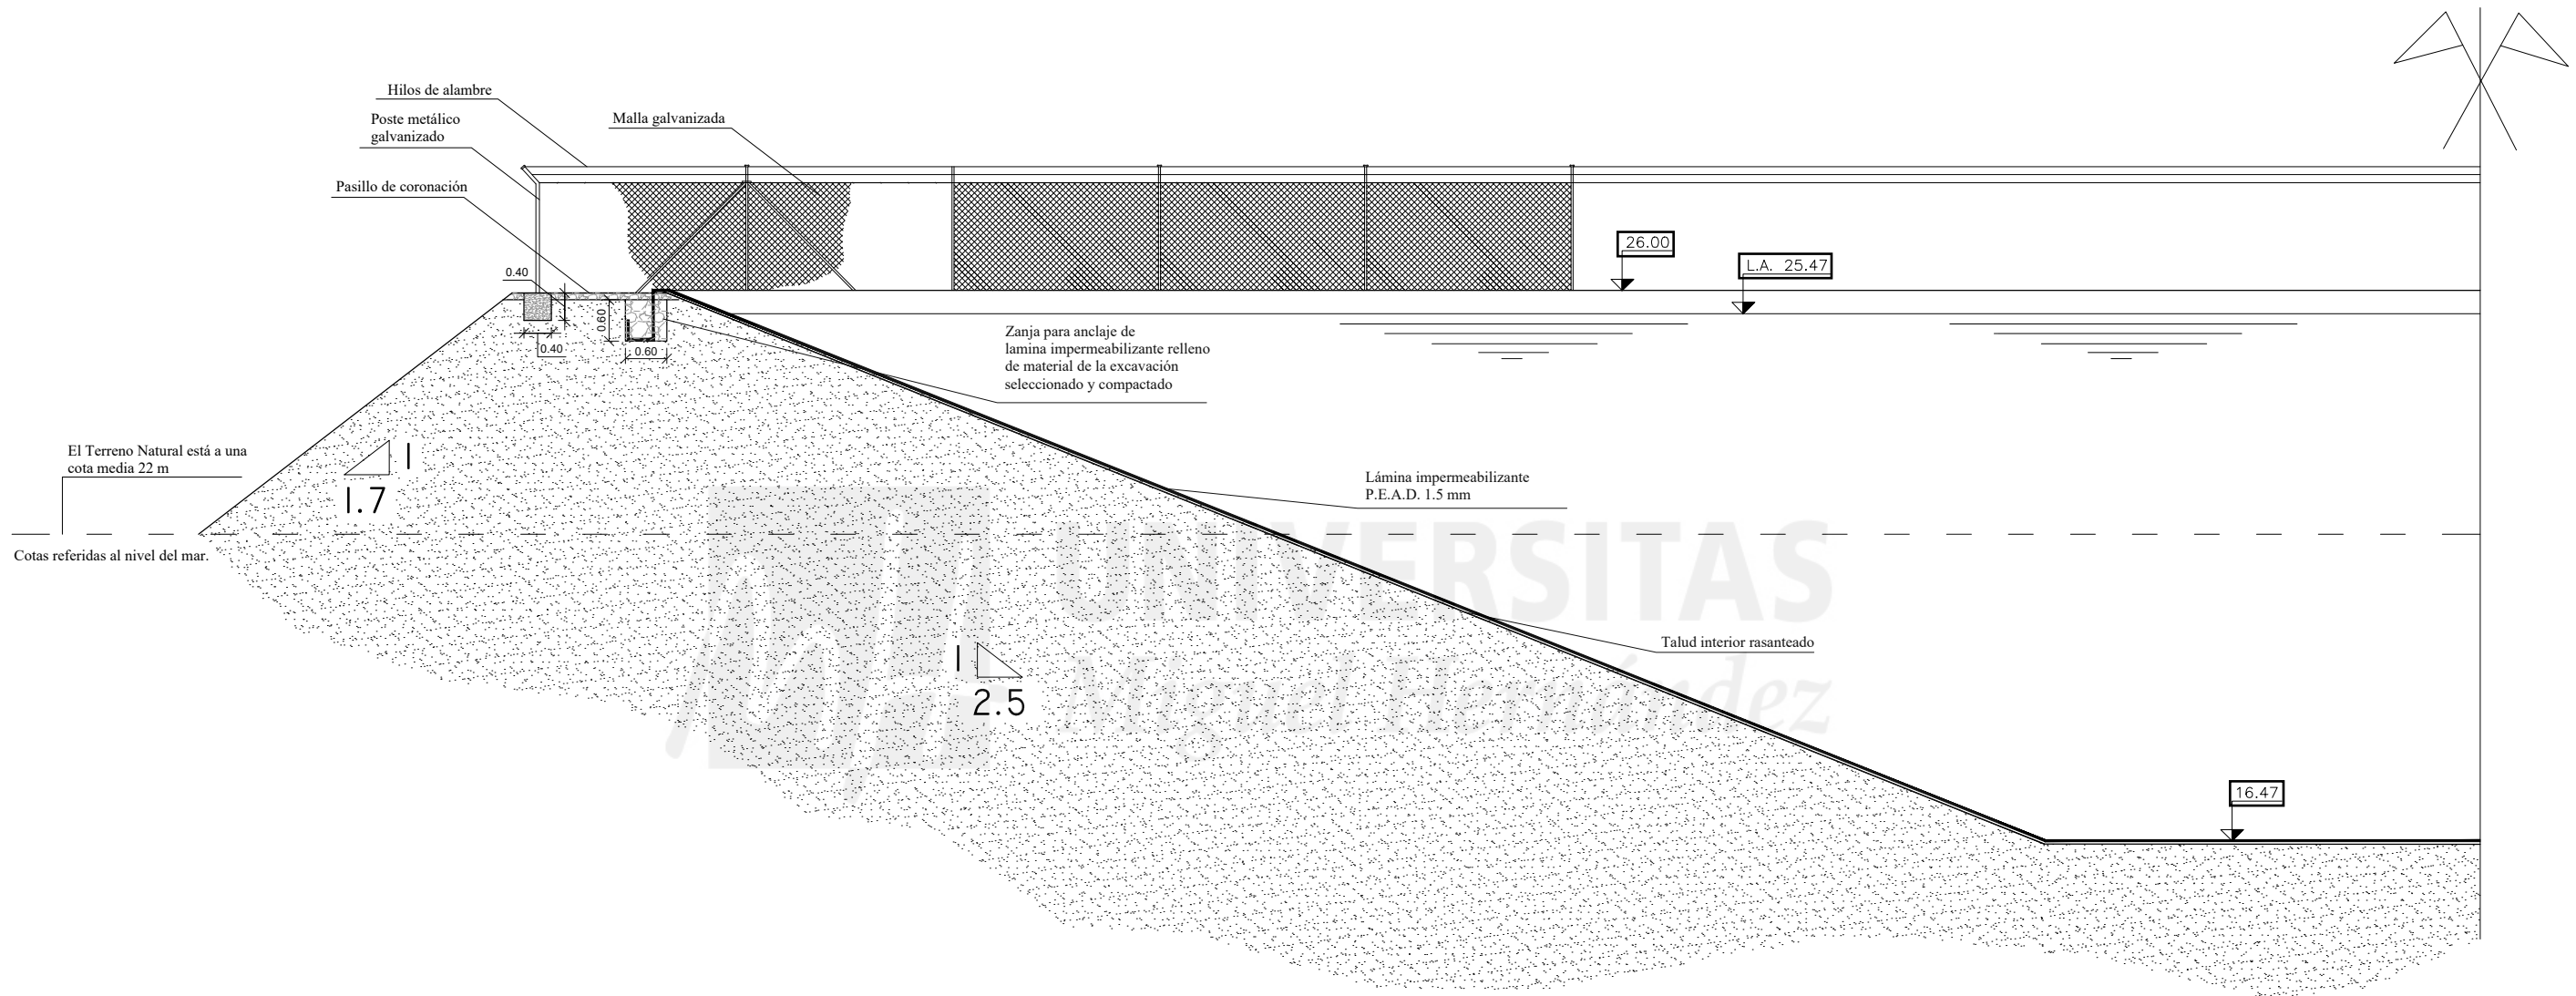 Hilos de alambre
Poste metálico
galvanizado
Malla galvanizada
Pasillo de coronación
26.00
L.A. 25.47
0.40
0.40
0.60
0.60
Zanja para anclaje de
lamina impermeabilizante relleno
de material de la excavación
seleccionado y compactado
El Terreno Natural está a una
cota media 22 m
1
1.7
Lámina impermeabilizante
P.E.A.D. 1.5 mm
Cotas referidas al nivel del mar.
UNIVERSITAS
Miguel Hernández
Talud interior rasanteado
1
2.5
16.47